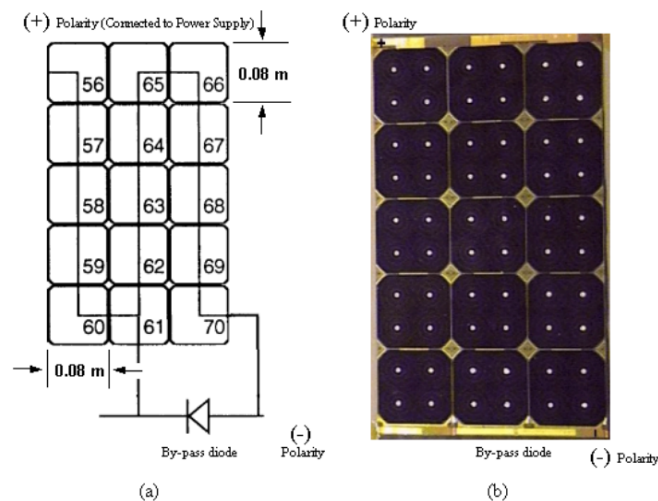 (+) Polarity (Connected to Power Supply)
(+) Polarity
+
56 65 66
0.08 m
57 64 67
58 63 68
59 62 69
60 61 70
0.08 m
By-pass diode
(-)
Polarity
By-pass diode
(-) Polarity
(a)
(b)